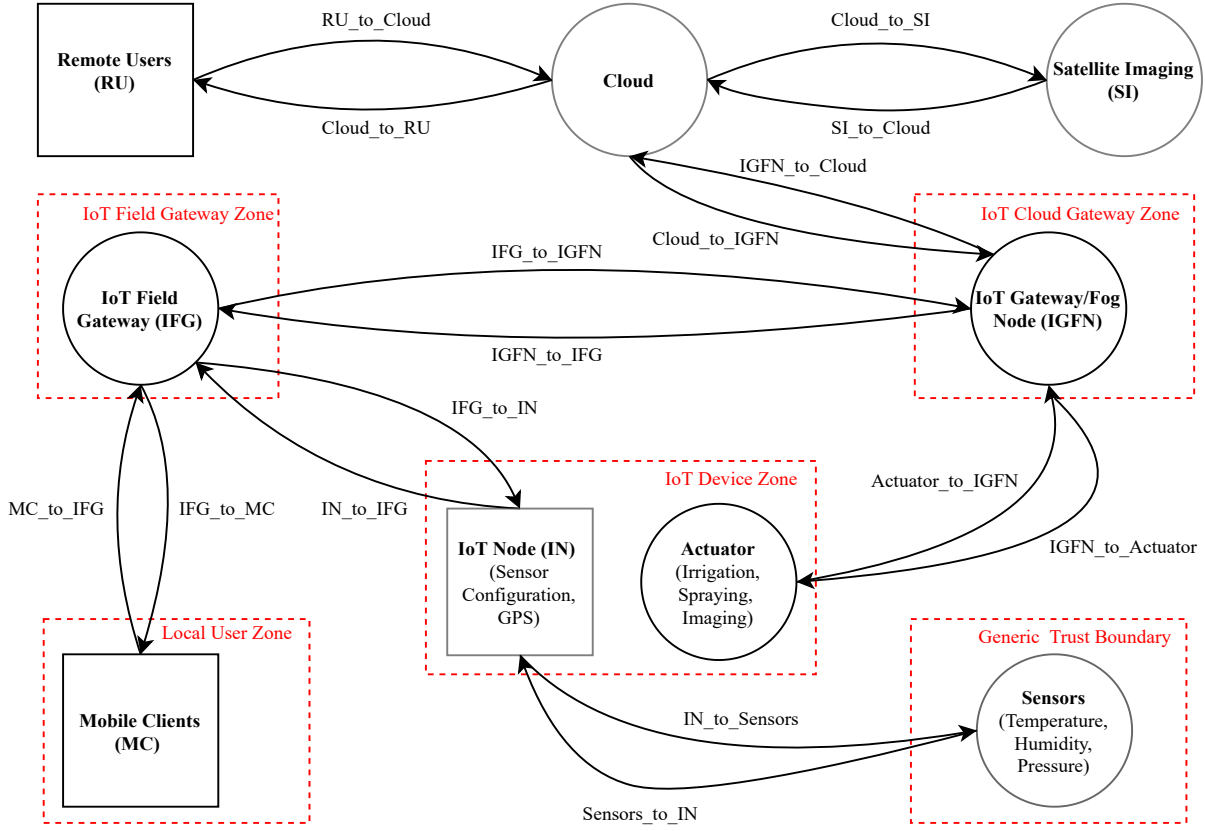 RU_to_Cloud
Cloud_to_SI
Remote Users
(RU)
Cloud
Satellite Imaging
(SI)
Cloud_to_RU
SI_to_Cloud
IGFN_to_Cloud
IoT Field Gateway Zone
IoT Cloud Gateway Zone
Cloud_to_IGFN
IFG_to_IGFN
IoT Field
Gateway (IFG)
IoT Gateway/Fog
Node (IGFN)
IGFN_to_IFG
IFG_to_IN
IoT Device Zone
Actuator_to_IGFN
MC_to_IFG
IFG_to_MC
IN_to_IFG
IGFN_to_Actuator
IoT Node (IN)
(Sensor
Configuration,
GPS)
Actuator
(Irrigation,
Spraying,
Imaging)
Local User Zone
Generic Trust Boundary
Mobile Clients
(MC)
IN_to_Sensors
Sensors
(Temperature,
Humidity,
Pressure)
Sensors_to_IN